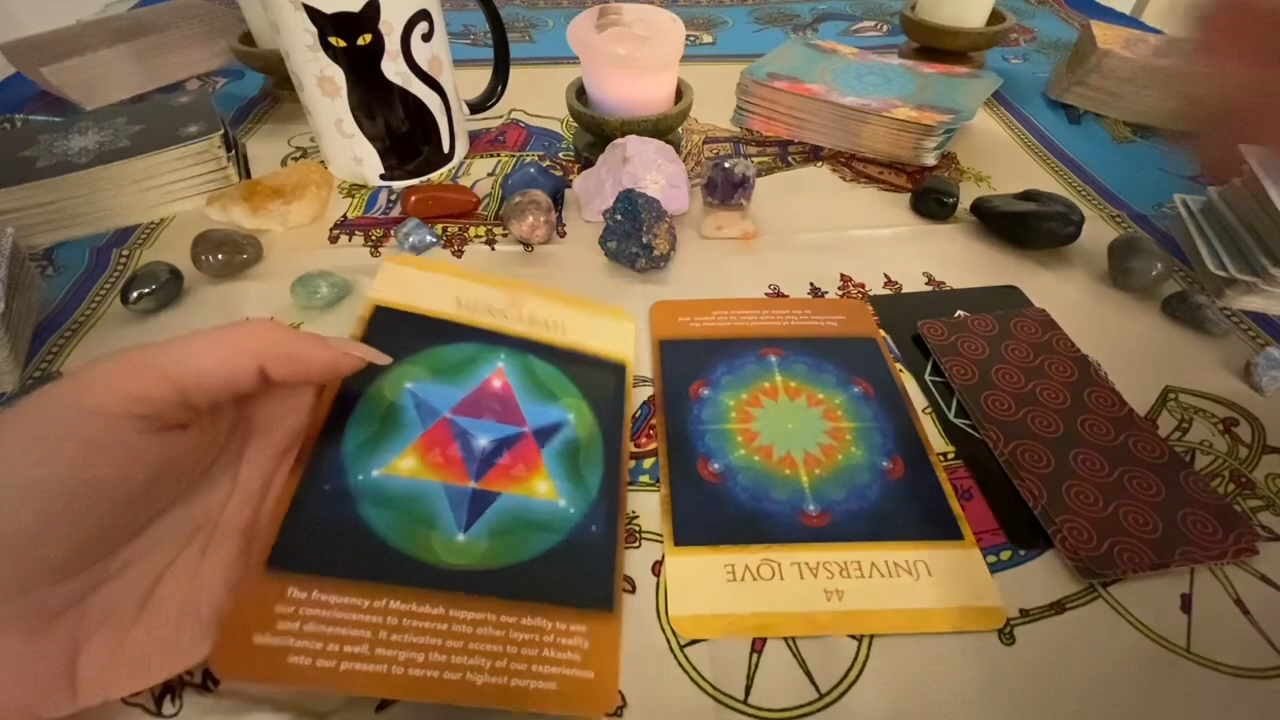 The frequency of Merkabah supports our ability to use
our consciousness to traverse into other layers of reality
and dimensions. It activates our access to our Akashic
inheritance as well, merging the totality of our experiences
into our present to serve our highest purpose.
44
UNIVERSAL LOVE